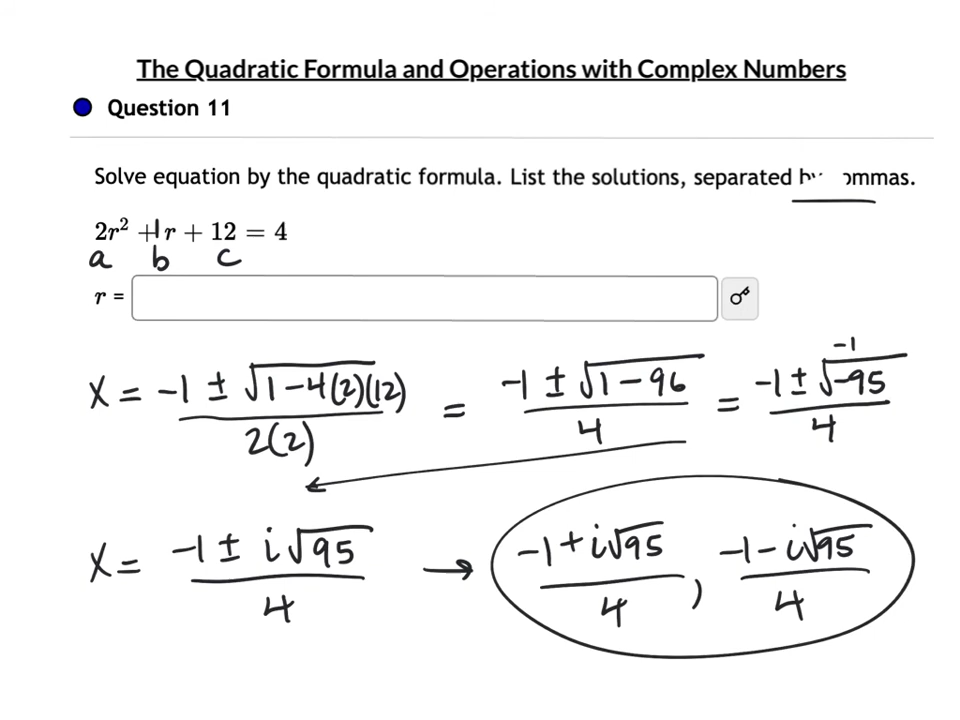 The Quadratic Formula and Operations with Complex Numbers
Question 11
Solve equation by the quadratic formula. List the solutions, separated ommas.
2r² + 1r + 12 = 4
a b c
r =
x = (-1 ± √(1 - 4(2)(12)))/(2(2)) = (-1 ± √(1 - 96))/4 = (-1 ± √(-95))/4
-1
x = (-1 ± i√95)/4 → (-1 + i√95)/4 , (-1 - i√95)/4